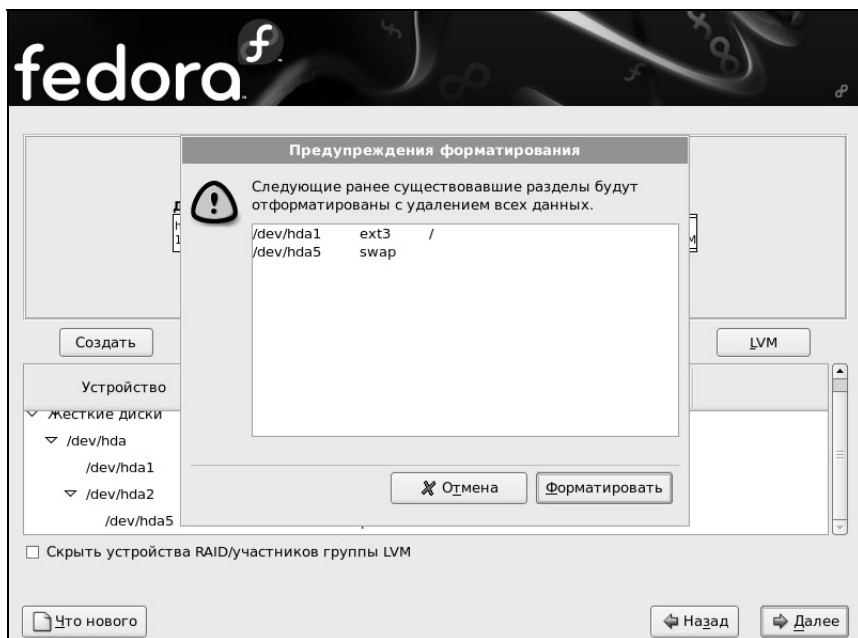 fedora
Предупреждения форматирования
Следующие ранее существовавшие разделы будут
отформатированы с удалением всех данных.
/dev/hda1 ext3 /
/dev/hda5 swap
Создать
LVM
Устройство
Жесткие диски
/dev/hda
/dev/hda1
/dev/hda2
/dev/hda5
Отмена
Форматировать
Скрыть устройства RAID/участников группы LVM
Что нового
Назад
Далее